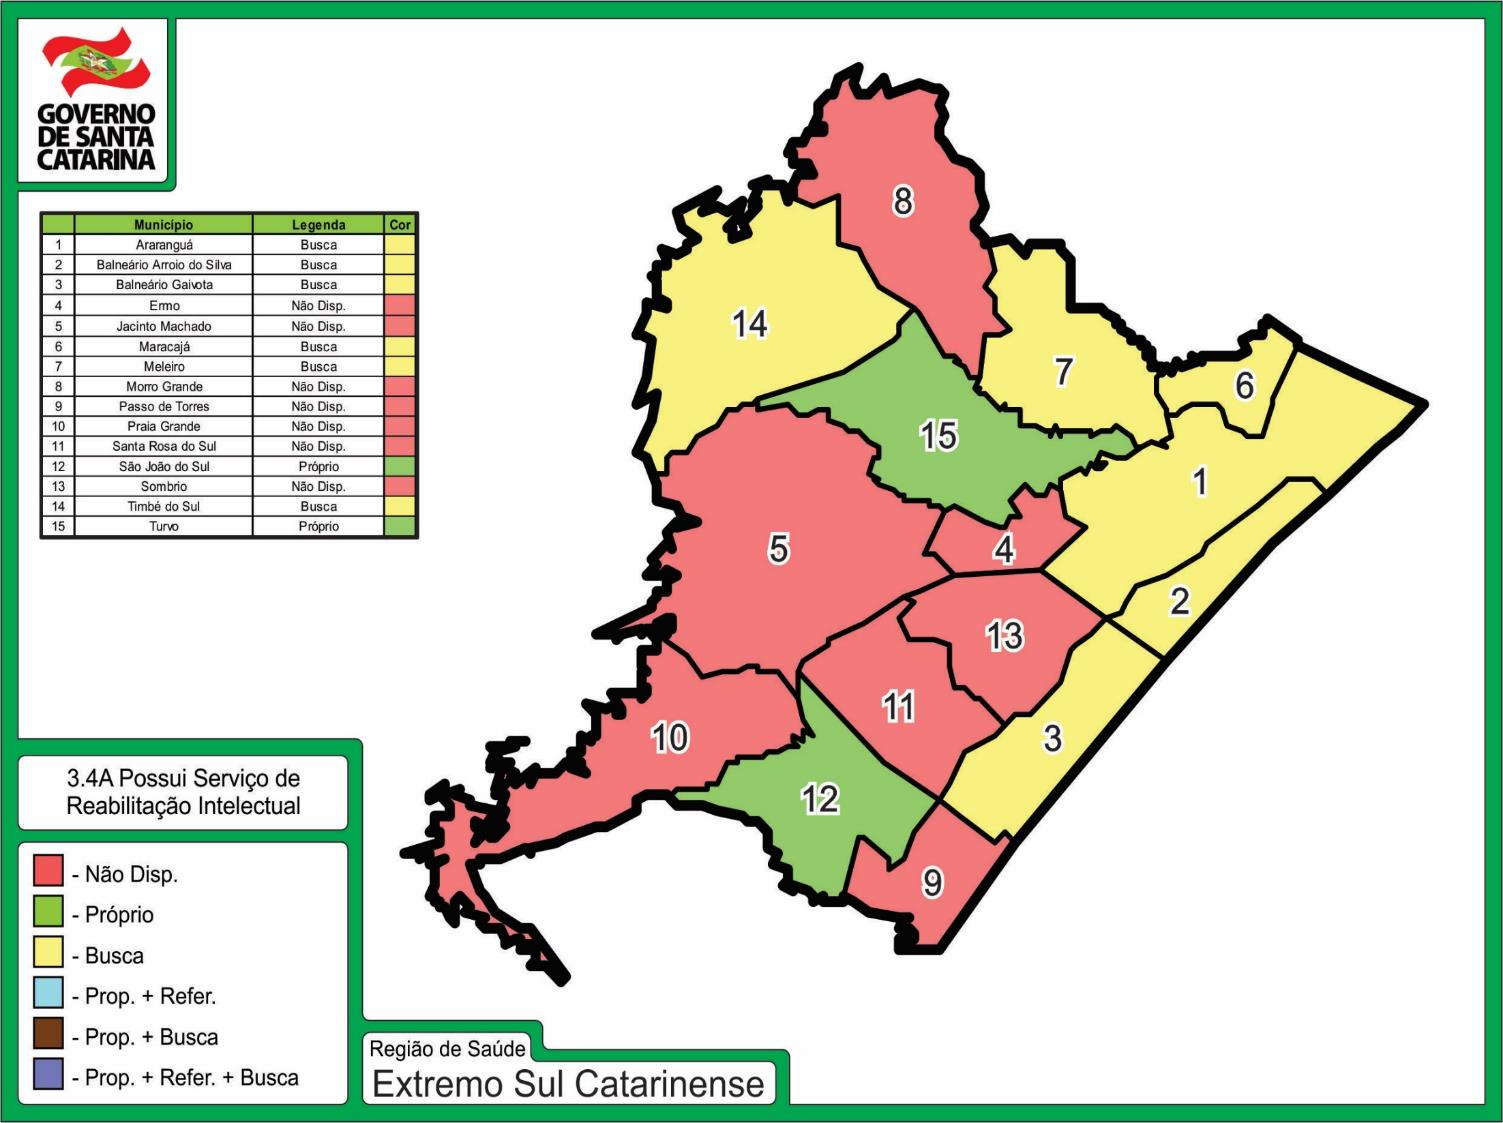 GOVERNO
DE SANTA
CATARINA
Município Legenda Cor
1 Araranguá Busca
2 Balneário Arroio do Silva Busca
3 Balneário Gaivota Busca
4 Ermo Não Disp.
5 Jacinto Machado Não Disp.
6 Maracajá Busca
7 Meleiro Busca
8 Morro Grande Não Disp.
9 Passo de Torres Não Disp.
10 Praia Grande Não Disp.
11 Santa Rosa do Sul Não Disp.
12 São João do Sul Próprio
13 Sombrio Não Disp.
14 Timbé do Sul Busca
15 Turvo Próprio
8
14
7
6
15
1
5
4
2
13
11
10
3
12
9
3.4A Possui Serviço de
Reabilitação Intelectual
- Não Disp.
- Próprio
- Busca
- Prop. + Refer.
- Prop. + Busca
- Prop. + Refer. + Busca
Região de Saúde
Extremo Sul Catarinense